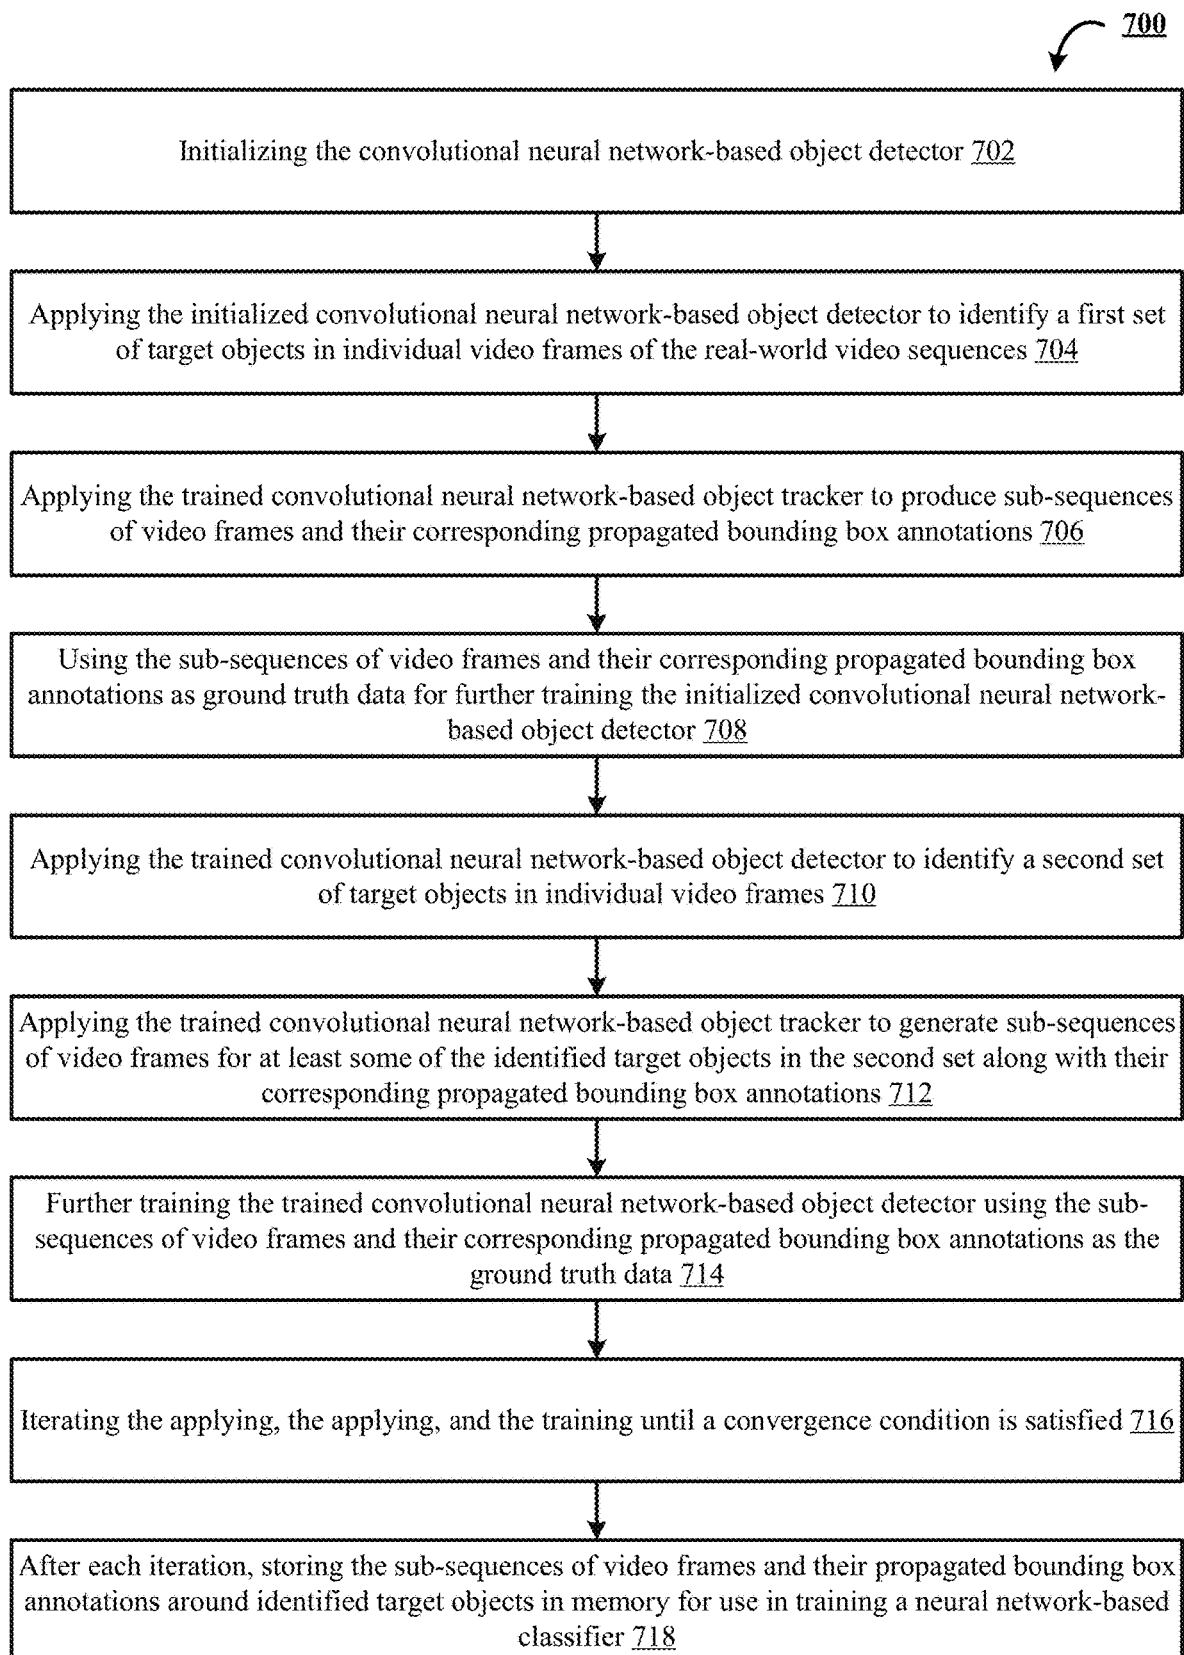 700
Initializing the convolutional neural network-based object detector 702
Applying the initialized convolutional neural network-based object detector to identify a first set
of target objects in individual video frames of the real-world video sequences 704
Applying the trained convolutional neural network-based object tracker to produce sub-sequences
of video frames and their corresponding propagated bounding box annotations 706
Using the sub-sequences of video frames and their corresponding propagated bounding box
annotations as ground truth data for further training the initialized convolutional neural network-
based object detector 708
Applying the trained convolutional neural network-based object detector to identify a second set
of target objects in individual video frames 710
Applying the trained convolutional neural network-based object tracker to generate sub-sequences
of video frames for at least some of the identified target objects in the second set along with their
corresponding propagated bounding box annotations 712
Further training the trained convolutional neural network-based object detector using the sub-
sequences of video frames and their corresponding propagated bounding box annotations as the
ground truth data 714
Iterating the applying, the applying, and the training until a convergence condition is satisfied 716
After each iteration, storing the sub-sequences of video frames and their propagated bounding box
annotations around identified target objects in memory for use in training a neural network-based
classifier 718